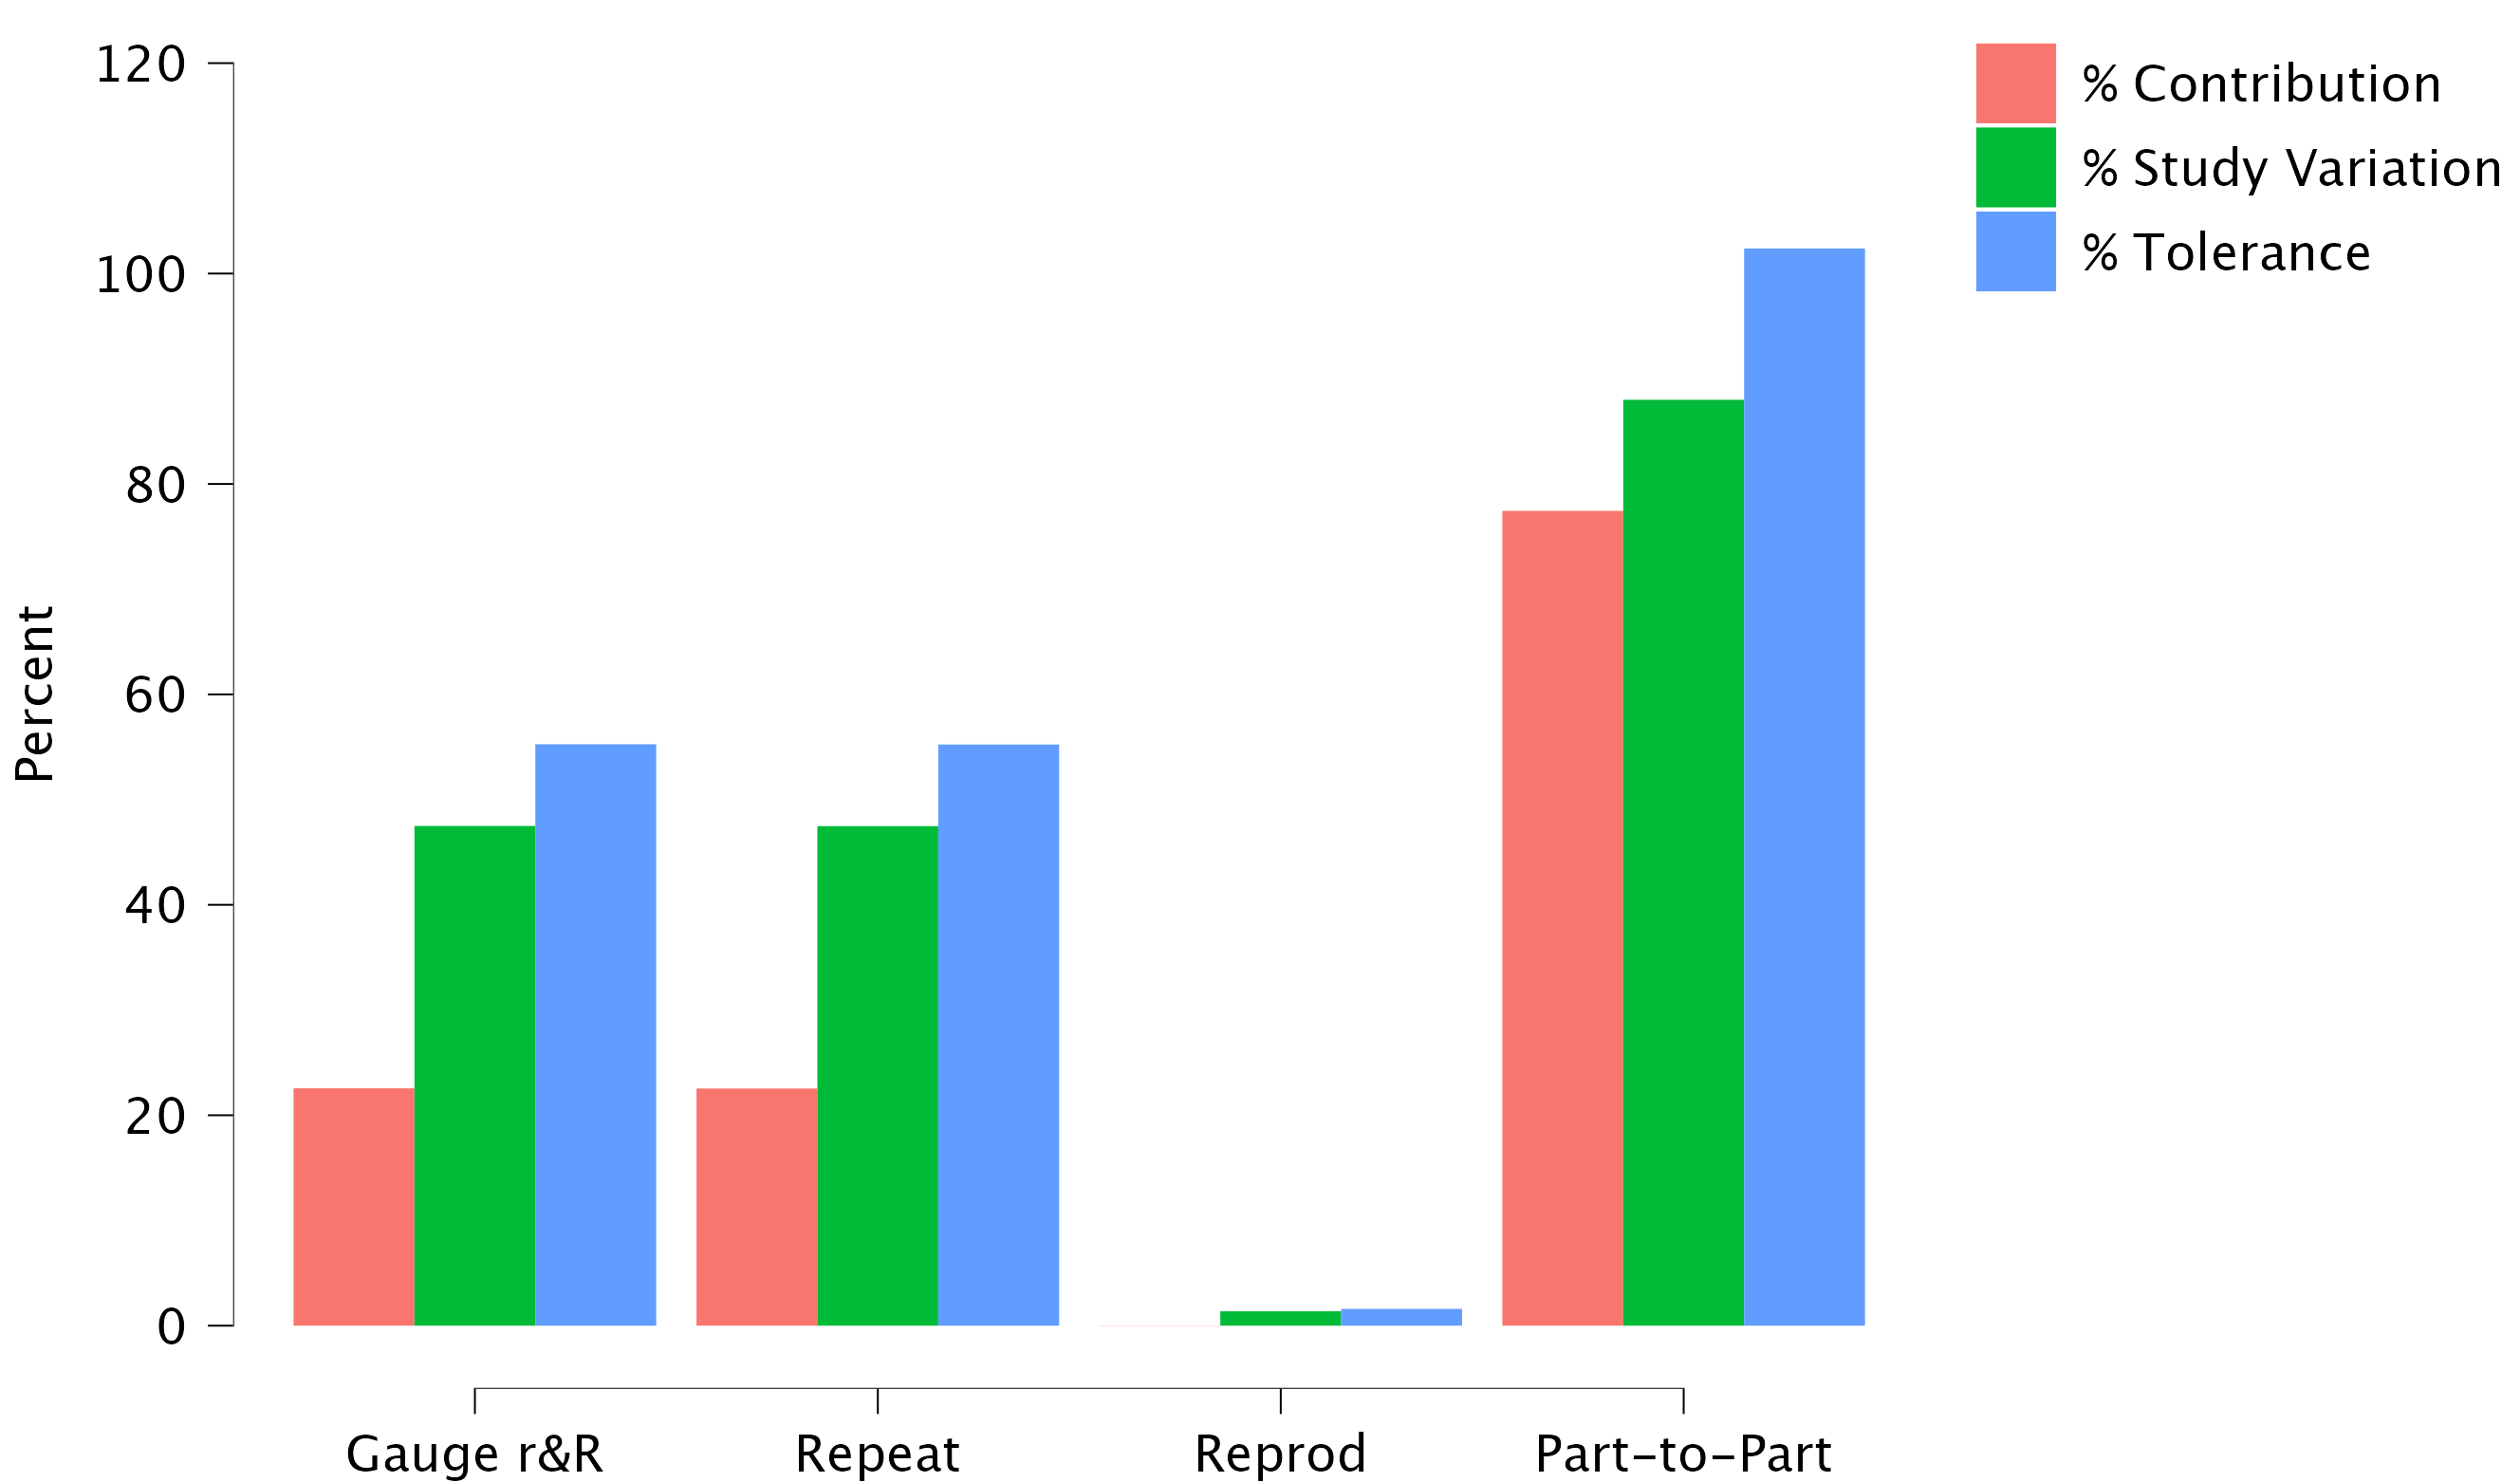 120
100
80
60
40
20
0
Percent
Gauge r&R
Repeat
Reprod
Part-to-Part
% Contribution
% Study Variation
% Tolerance